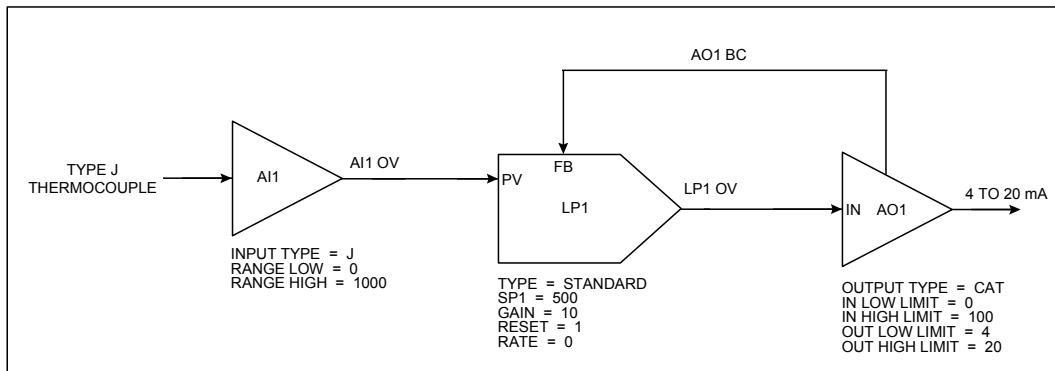 AO1 BC
TYPE J
THERMOCOUPLE
AI1
AI1 OV
PV
FB
LP1
LP1 OV
IN
AO1
4 TO 20 mA
INPUT TYPE = J
RANGE LOW = 0
RANGE HIGH = 1000
TYPE = STANDARD
SP1 = 500
GAIN = 10
RESET = 1
RATE = 0
OUTPUT TYPE = CAT
IN LOW LIMIT = 0
IN HIGH LIMIT = 100
OUT LOW LIMIT = 4
OUT HIGH LIMIT = 20